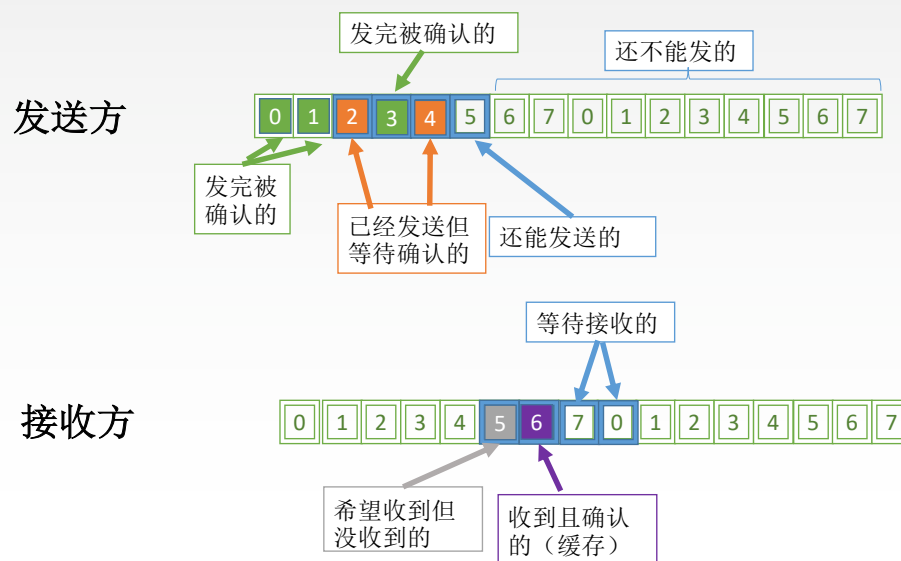 发完被确认的
还不能发的
发送方
0 1 2 3 4 5 6 7 0 1 2 3 4 5 6 7
发完被
确认的
已经发送但
等待确认的
还能发送的
等待接收的
接收方
0 1 2 3 4 5 6 7 0 1 2 3 4 5 6 7
希望收到但
没收到的
收到且确认
的（缓存）